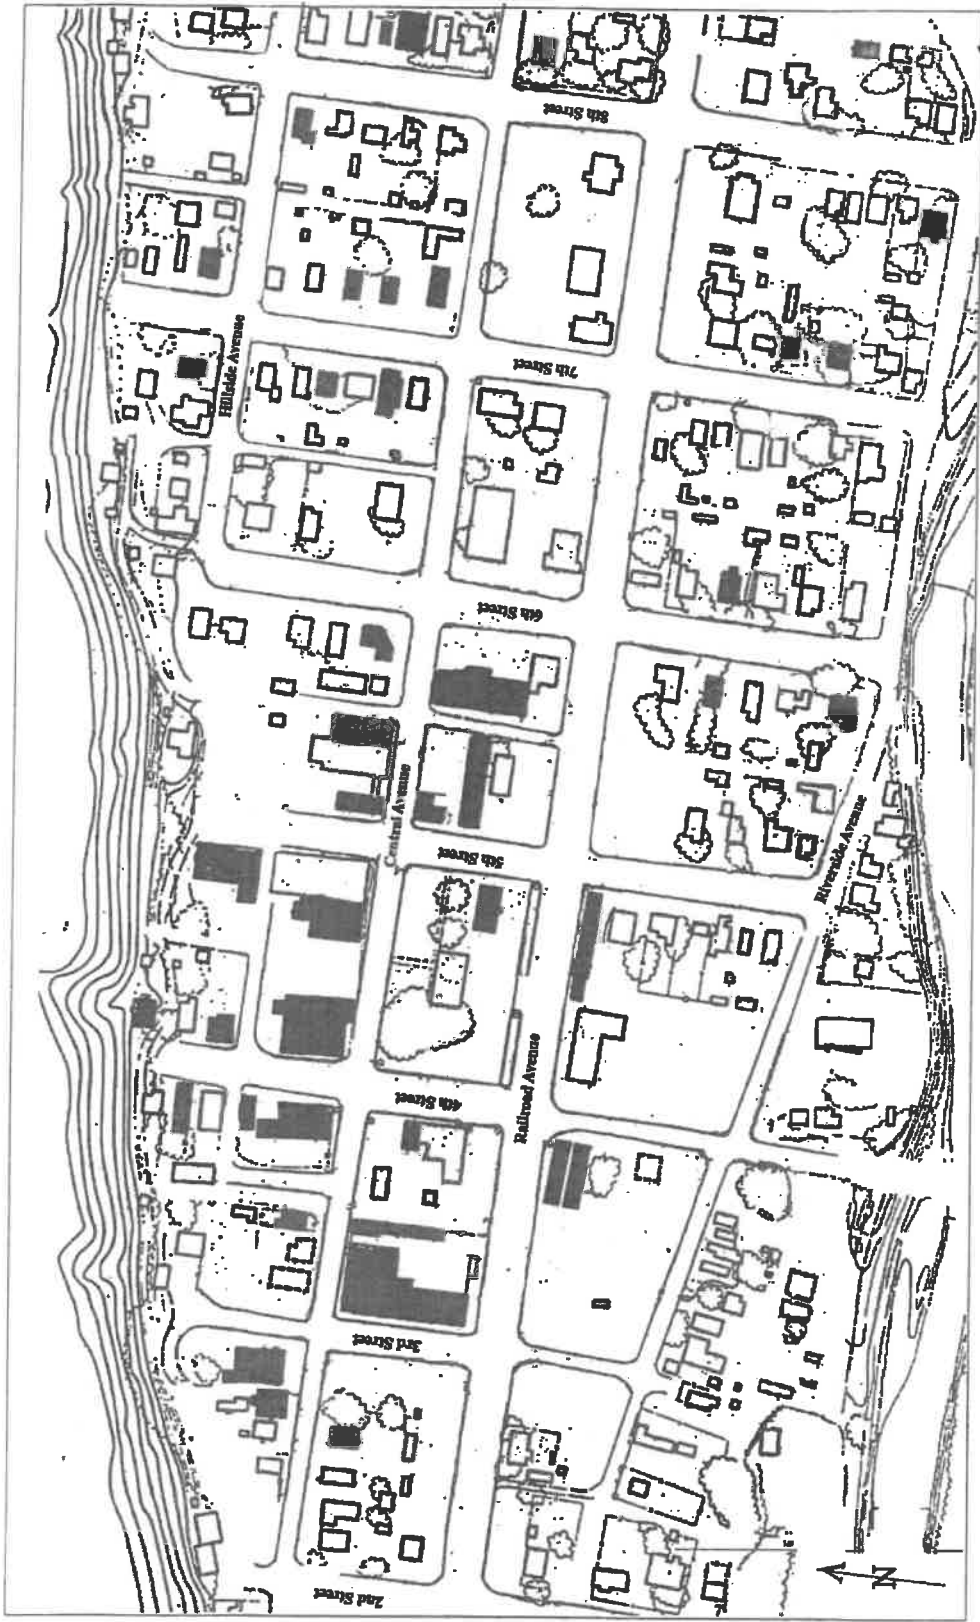 8th Street
Hillside Avenue
7th Street
6th Street
Central Avenue
5th Street
Riverside Avenue
Railroad Avenue
4th Street
3rd Street
2nd Street
N